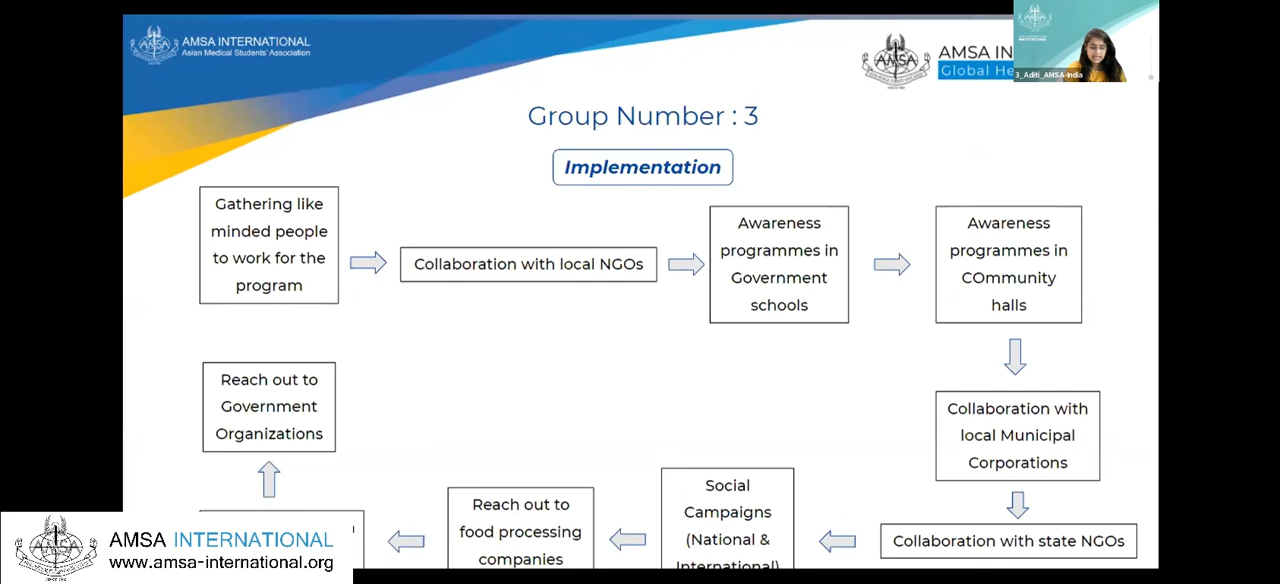 AMSA INTERNATIONAL
Asian Medical Students' Association
AMSA
AMSA IN
Global He
3_Aditi_AMSA-India
Group Number : 3
Implementation
Gathering like
minded people
to work for the
program
Collaboration with local NGOs
Awareness
programmes in
Government
schools
Awareness
programmes in
COmmunity
halls
Collaboration with
local Municipal
Corporations
Collaboration with state NGOs
Social
Campaigns
(National &
International)
Reach out to
food processing
companies
Reach out to
Government
Organizations
AMSA INTERNATIONAL
www.amsa-international.org